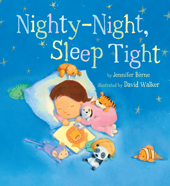 Nighty-Night,
Sleep Tight
by Jennifer Berne
illustrated by David Walker